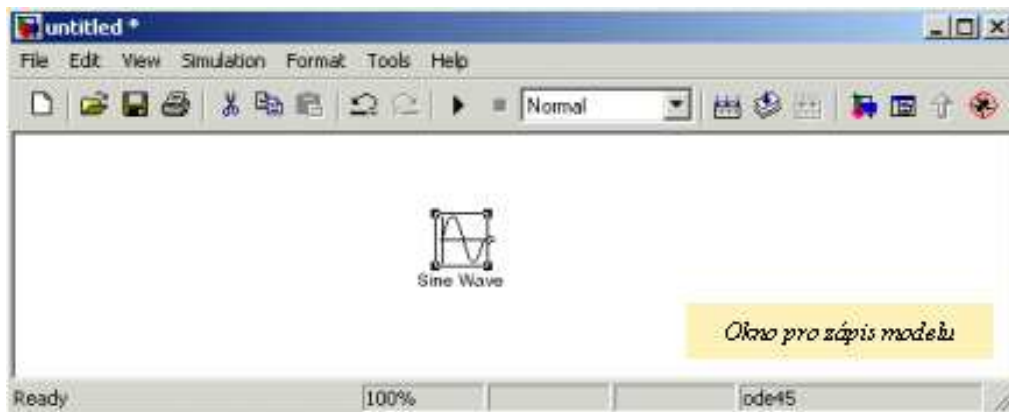 untitled *
File Edit View Simulation Format Tools Help
Normal
Sine Wave
Okno pro zápis modelu
Ready 100% ode45